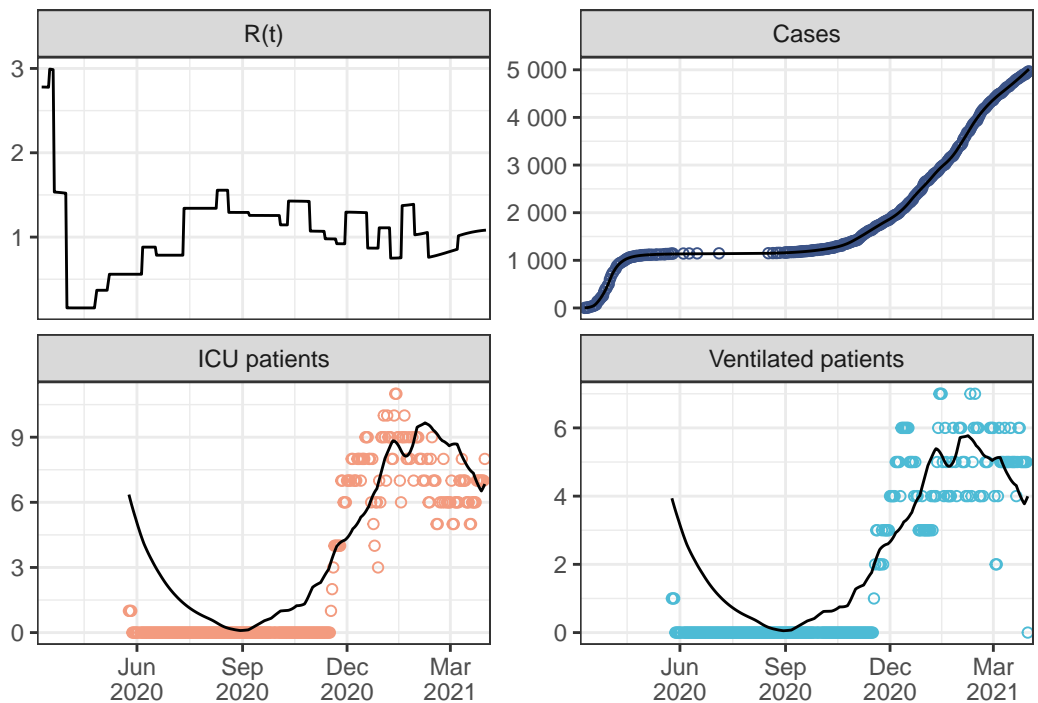 R(t)
Cases
3
2
1
5 000
4 000
3 000
2 000
1 000
0
ICU patients
Ventilated patients
9
6
3
0
6
4
2
0
Jun Sep Dec Mar
2020 2020 2020 2021
Jun Sep Dec Mar
2020 2020 2020 2021